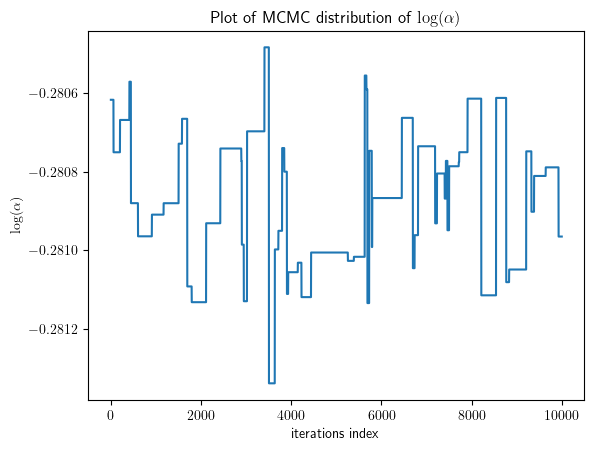 Plot of MCMC distribution of log(α)
log(α)
−0.2806
−0.2808
−0.2810
−0.2812
0 2000 4000 6000 8000 10000
iterations index